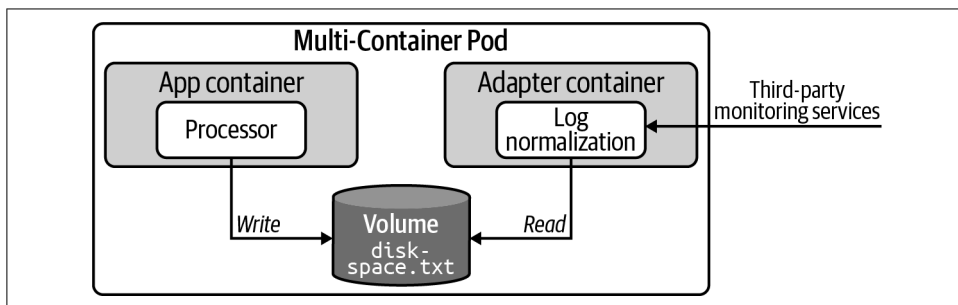 Multi-Container Pod
App container
Processor
Adapter container
Log
normalization
Third-party
monitoring services
Write
Volume
disk-
space.txt
Read